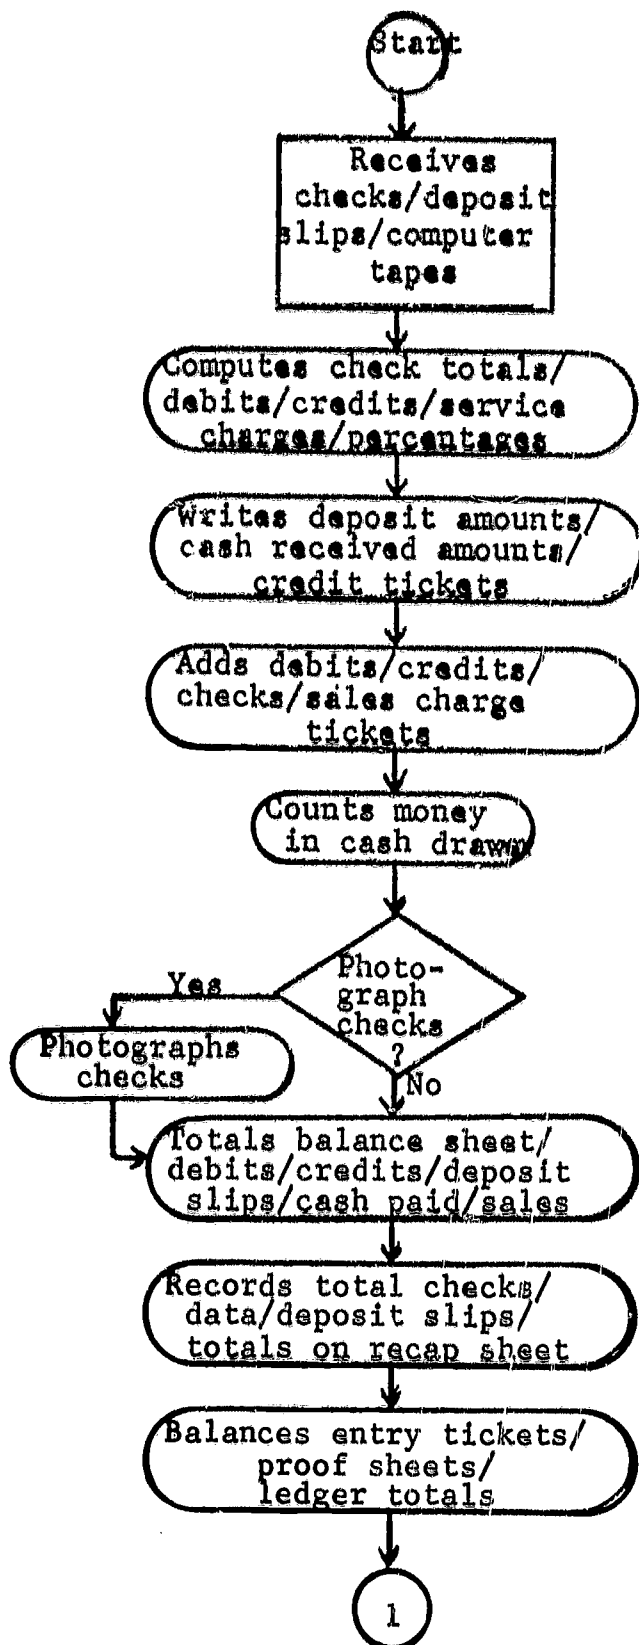 Start
Receives
checks/deposit
slips/computer
tapes
Computes check totals/
debits/credits/service
charges/percentages
Writes deposit amounts/
cash received amounts/
credit tickets
Adds debits/credits/
checks/sales charge
tickets
Counts money
in cash drawer
Photo-
graph
checks
?
Yes
Photographs
checks
No
Totals balance sheet/
debits/credits/deposit
slips/cash paid/sales
Records total checks/
data/deposit slips/
totals on recap sheet
Balances entry tickets/
proof sheets/
ledger totals
1